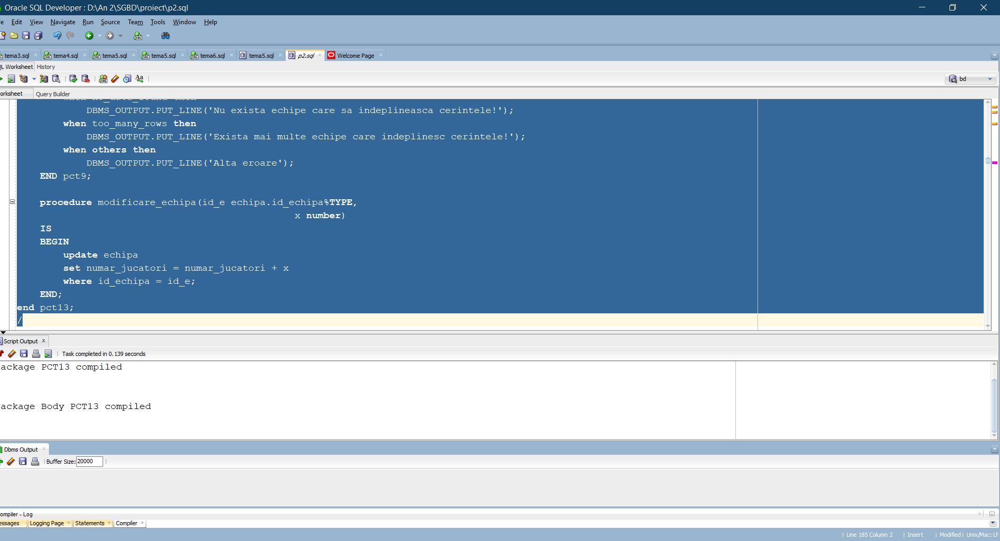 Oracle SQL Developer : D:\An 2\SGBD\proiect\p2.sql
Edit View Navigate Run Source Team Tools Window Help
tema3.sql tema4.sql tema5.sql tema5.sql tema6.sql tema5.sql p2.sql Welcome Page
Worksheet History
bd
Query Builder
DBMS_OUTPUT.PUT_LINE('Nu exista echipe care sa indeplineasca cerintele!');
when too_many_rows then
DBMS_OUTPUT.PUT_LINE('Exista mai multe echipe care indeplinesc cerintele!');
when others then
DBMS_OUTPUT.PUT_LINE('Alta eroare');
END pct9;
procedure modificare_echipa(id_e echipa.id_echipa%TYPE,
x number)
IS
BEGIN
update echipa
set numar_jucatori = numar_jucatori + x
where id_echipa = id_e;
END;
end pct13;
/
Script Output x
Task completed in 0.139 seconds
ackage PCT13 compiled
ackage Body PCT13 compiled
Dbms Output
Buffer Size: 20000
ompiler - Log
essages Logging Page Statements Compiler
Line 185 Column 2 | Insert | Modified | Unix/Mac: LF